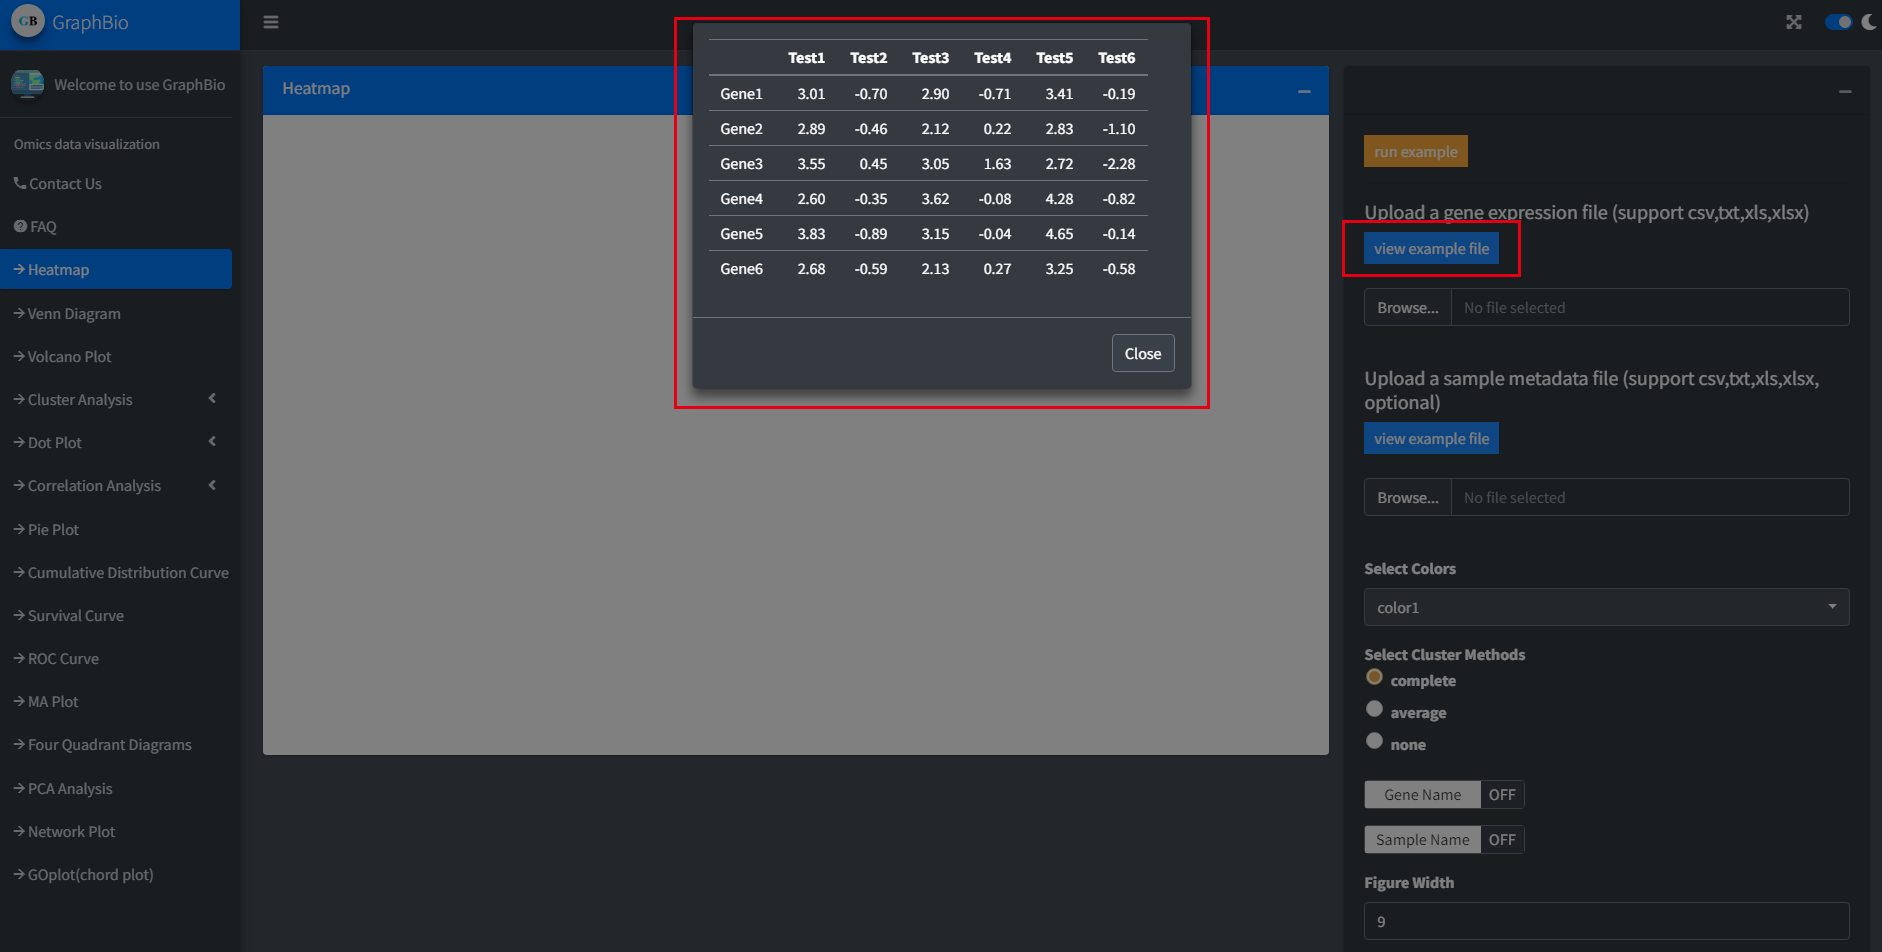 GB GraphBio
Welcome to use GraphBio
Omics data visualization
Contact Us
FAQ
Heatmap
Venn Diagram
Volcano Plot
Cluster Analysis
Dot Plot
Correlation Analysis
Pie Plot
Cumulative Distribution Curve
Survival Curve
ROC Curve
MA Plot
Four Quadrant Diagrams
PCA Analysis
Network Plot
GOplot(chord plot)
Heatmap
Test1 Test2 Test3 Test4 Test5 Test6
Gene1 3.01 -0.70 2.90 -0.71 3.41 -0.19
Gene2 2.89 -0.46 2.12 0.22 2.83 -1.10
Gene3 3.55 0.45 3.05 1.63 2.72 -2.28
Gene4 2.60 -0.35 3.62 -0.08 4.28 -0.82
Gene5 3.83 -0.89 3.15 -0.04 4.65 -0.14
Gene6 2.68 -0.59 2.13 0.27 3.25 -0.58
Close
run example
Upload a gene expression file (support csv,txt,xls,xlsx)
view example file
Browse... No file selected
Upload a sample metadata file (support csv,txt,xls,xlsx,
optional)
view example file
Browse... No file selected
Select Colors
color1
Select Cluster Methods
complete
average
none
Gene Name OFF
Sample Name OFF
Figure Width
9